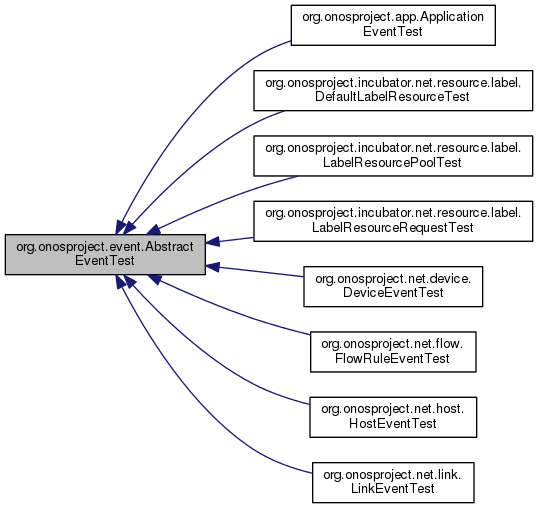 org.onosproject.app.Application
EventTest
org.onosproject.incubator.net.resource.label.
DefaultLabelResourceTest
org.onosproject.incubator.net.resource.label.
LabelResourcePoolTest
org.onosproject.incubator.net.resource.label.
LabelResourceRequestTest
org.onosproject.event.Abstract
EventTest
org.onosproject.net.device.
DeviceEventTest
org.onosproject.net.flow.
FlowRuleEventTest
org.onosproject.net.host.
HostEventTest
org.onosproject.net.link.
LinkEventTest